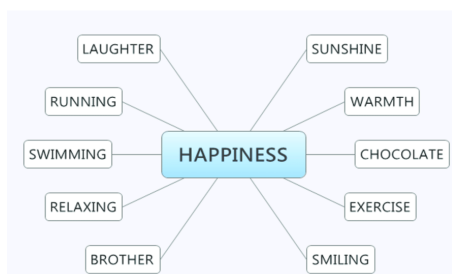 LAUGHTER
SUNSHINE
RUNNING
WARMTH
SWIMMING
HAPPINESS
CHOCOLATE
RELAXING
EXERCISE
BROTHER
SMILING